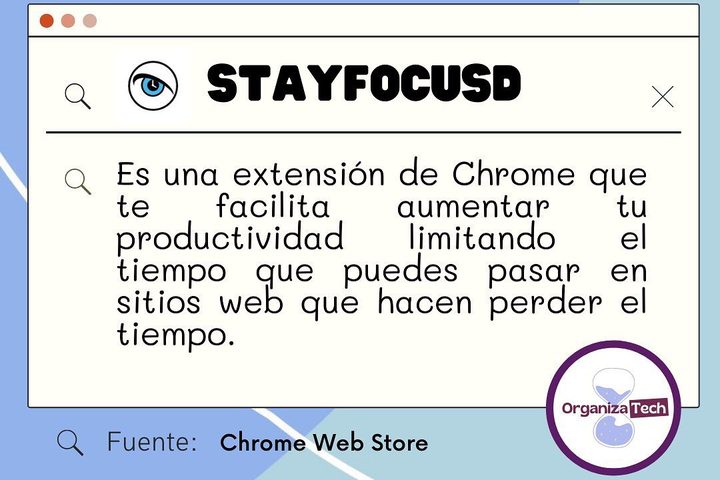 STAYFOCUSD
Es una extensión de Chrome que
te facilita aumentar tu
productividad limitando el
tiempo que puedes pasar en
sitios web que hacen perder el
tiempo.
OrganizaTech
Fuente: Chrome Web Store